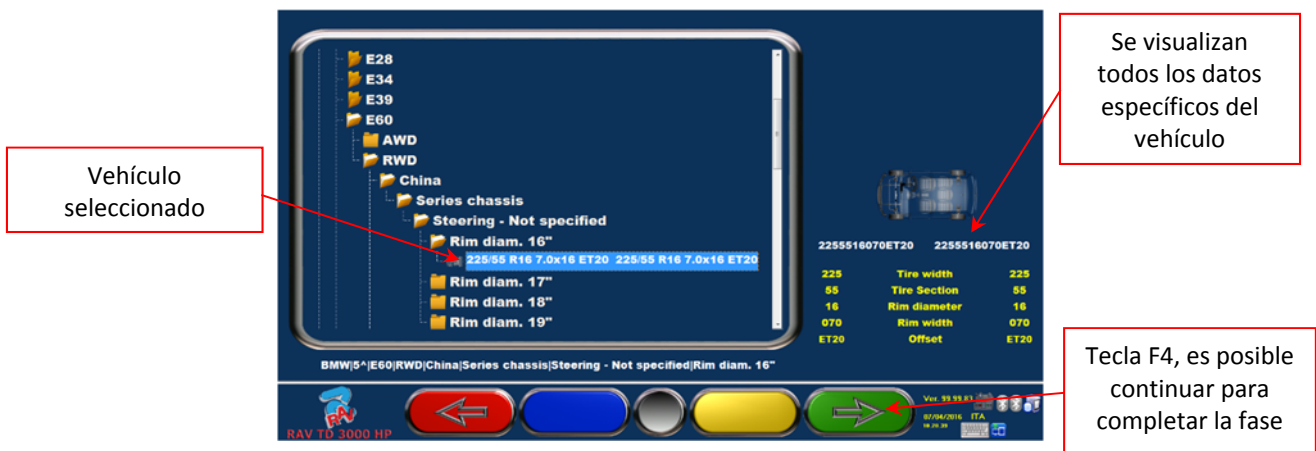 E28
E34
E39
E60
AWD
RWD
China
Series chassis
Steering - Not specified
Rim diam. 16"
225/55 R16 7.0x16 ET20 225/55 R16 7.0x16 ET20
Rim diam. 17"
Rim diam. 18"
Rim diam. 19"
BMW|5^|E60|RWD|China|Series chassis|Steering - Not specified|Rim diam. 16"
Vehículo
seleccionado
Se visualizan
todos los datos
específicos del
vehículo
2255516070ET20 2255516070ET20
225 Tire width 225
55 Tire Section 55
16 Rim diameter 16
070 Rim width 070
ET20 Offset ET20
Tecla F4, es posible
continuar para
completar la fase
RAV
RAV TD 3000 HP
Ver. 99.99.83
07/04/2016 ITA